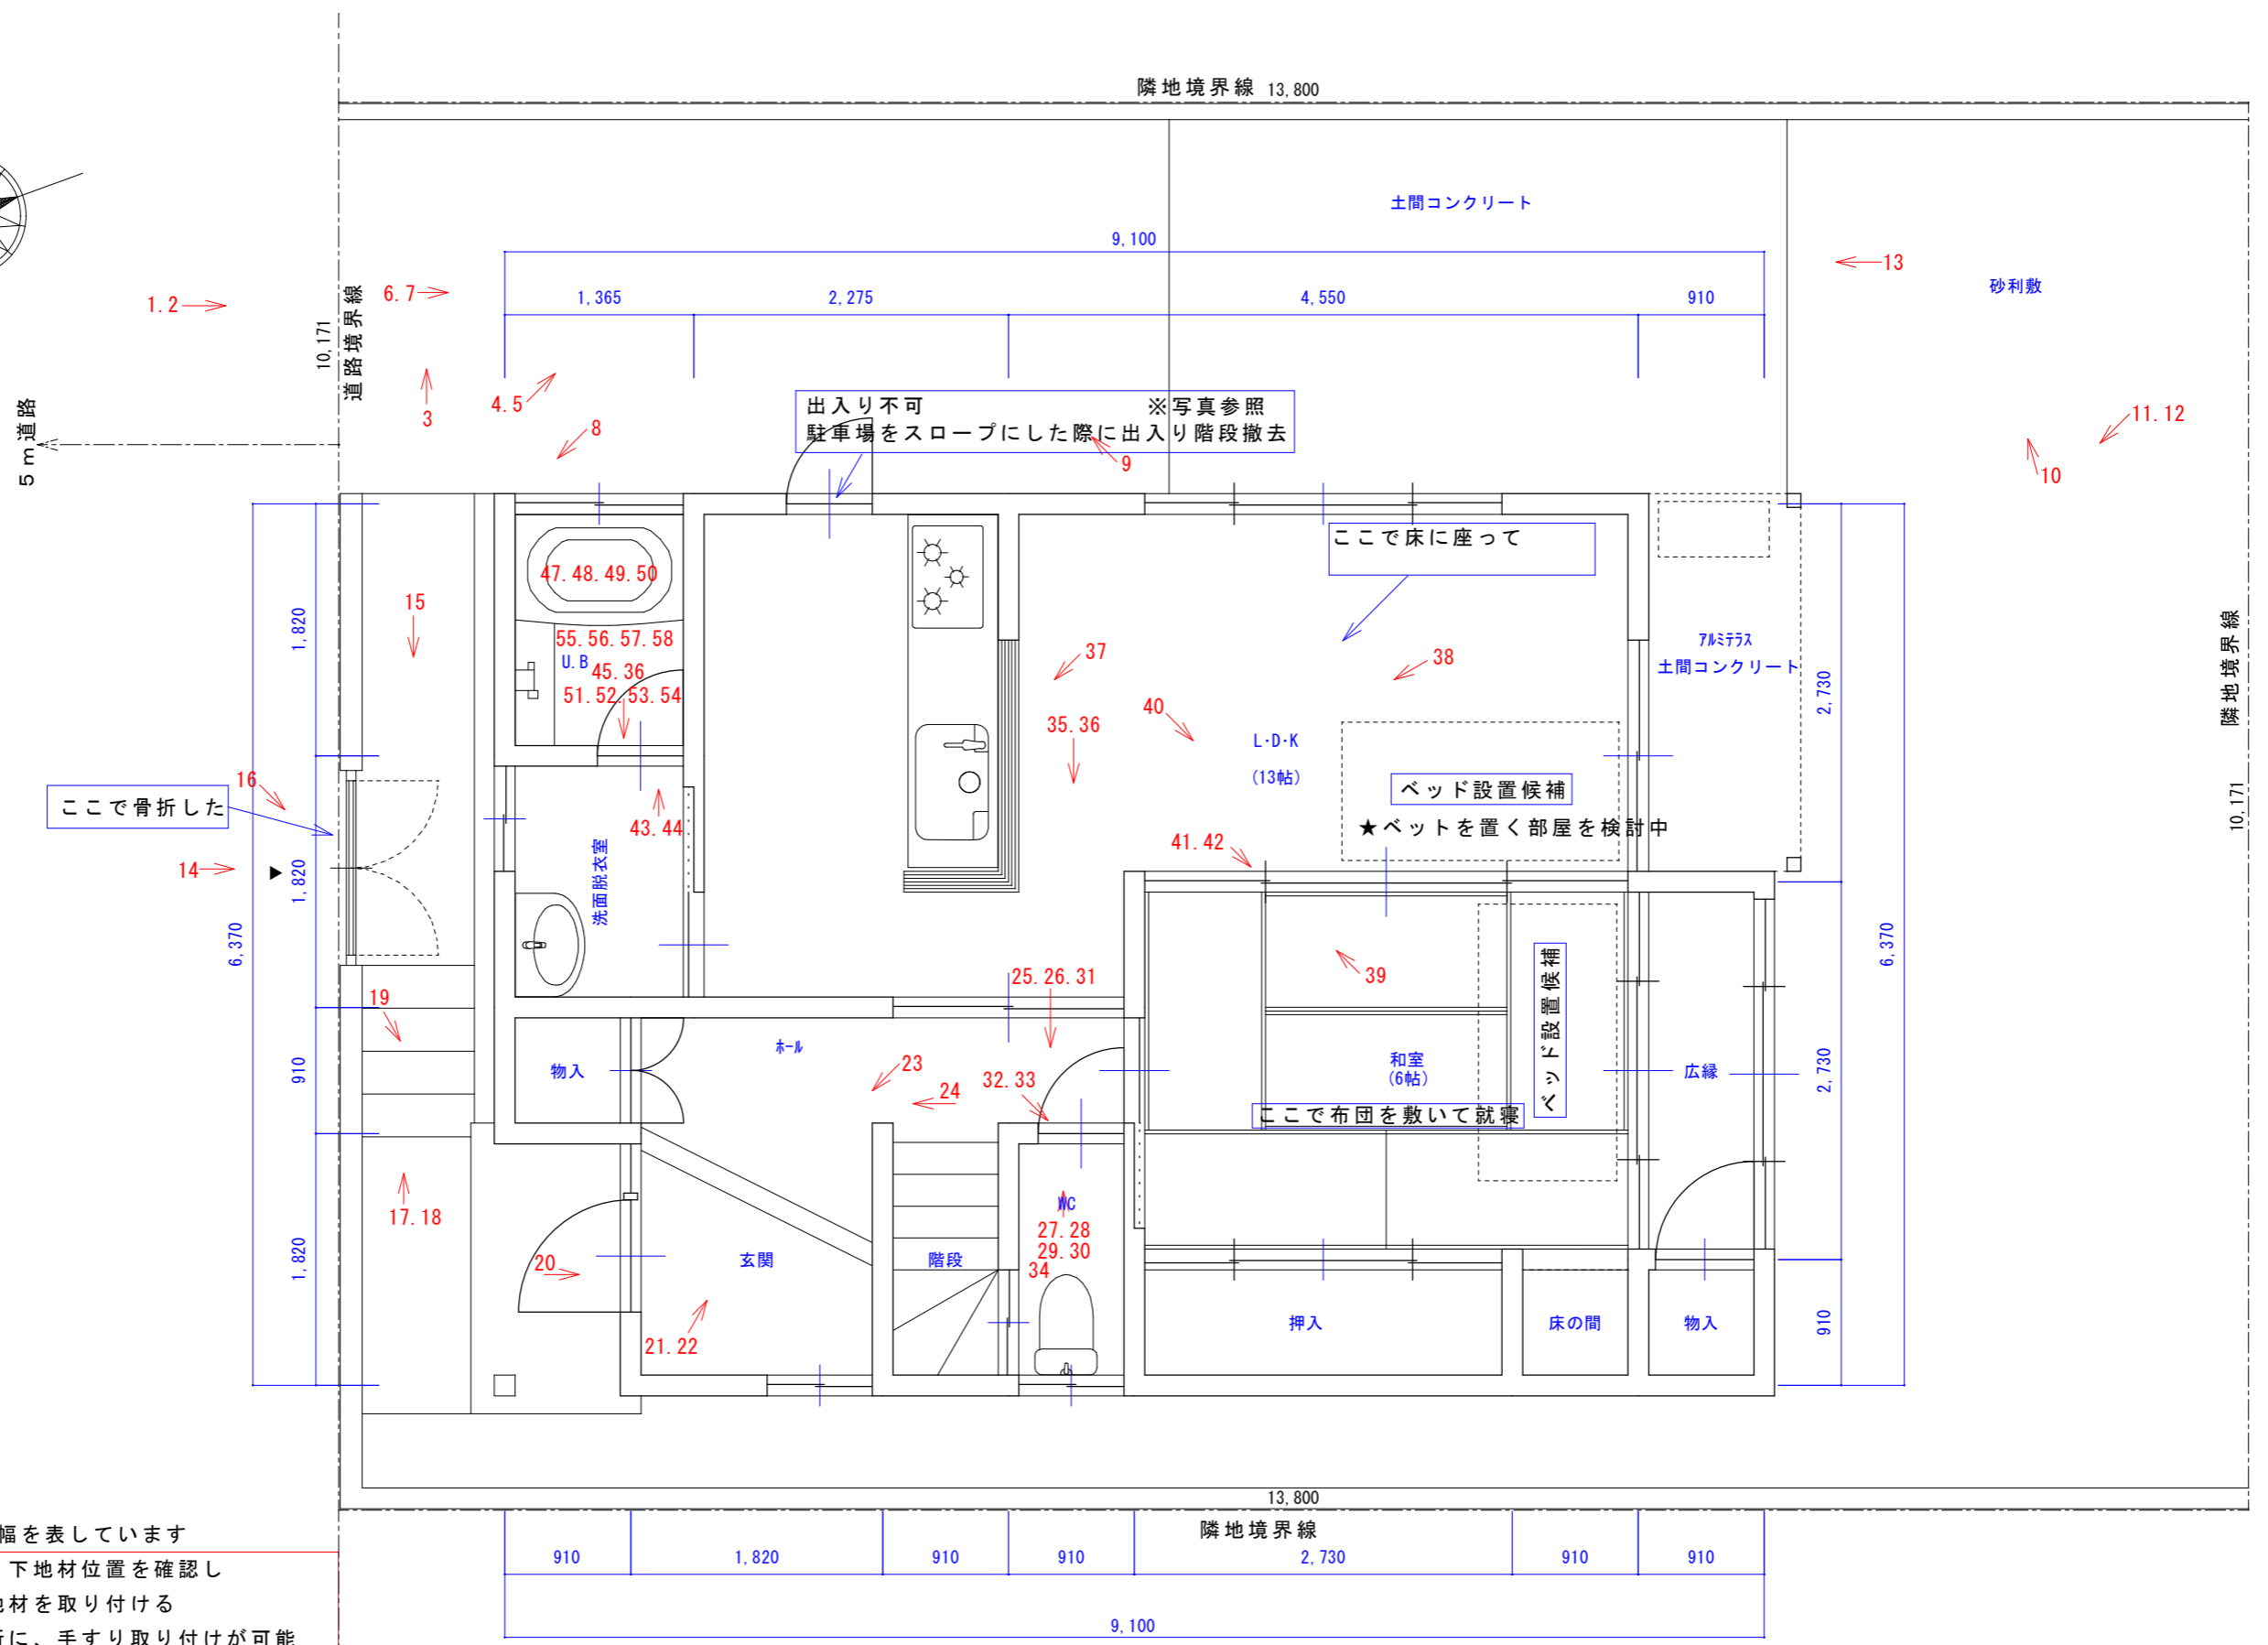 隣地境界線 13,800
土間コンクリート
9,100
13
砂利敷
1,365
2,275
4,550
910
1.2
6.7
10,171
道路境界線
5m道路
3
4.5
8
出入り不可 ※写真参照
駐車場をスロープにした際に出入り階段撤去
9
11.12
10
ここで床に座って
47.48.49.50
15
1,820
55.56.57.58
U.B
45.36
51.52.53.54
37
38
40
35.36
アルミテラス
土間コンクリート
2,730
隣地境界線
10,171
L・D・K
(13帖)
ベッド設置候補
★ベットを置く部屋を検討中
16
ここで骨折した
43.44
洗面脱衣室
41.42
14
▶
1,820
6,370
6,370
39
25.26.31
19
910
物入
ホール
23
24
32.33
和室
(6帖)
ベッド設置候補
広縁
2,730
ここで布団を敷いて就寝
17.18
WC
27.28
29.30
34
1,820
20
玄関
階段
21.22
押入
床の間
物入
910
13,800
隣地境界線
幅を表しています
下地材位置を確認し
地材を取り付ける
所に、手すり取り付けが可能
910
1,820
910
910
2,730
910
910
9,100